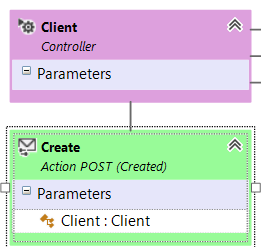 Client
Controller
Parameters
Create
Action POST (Created)
Parameters
Client : Client